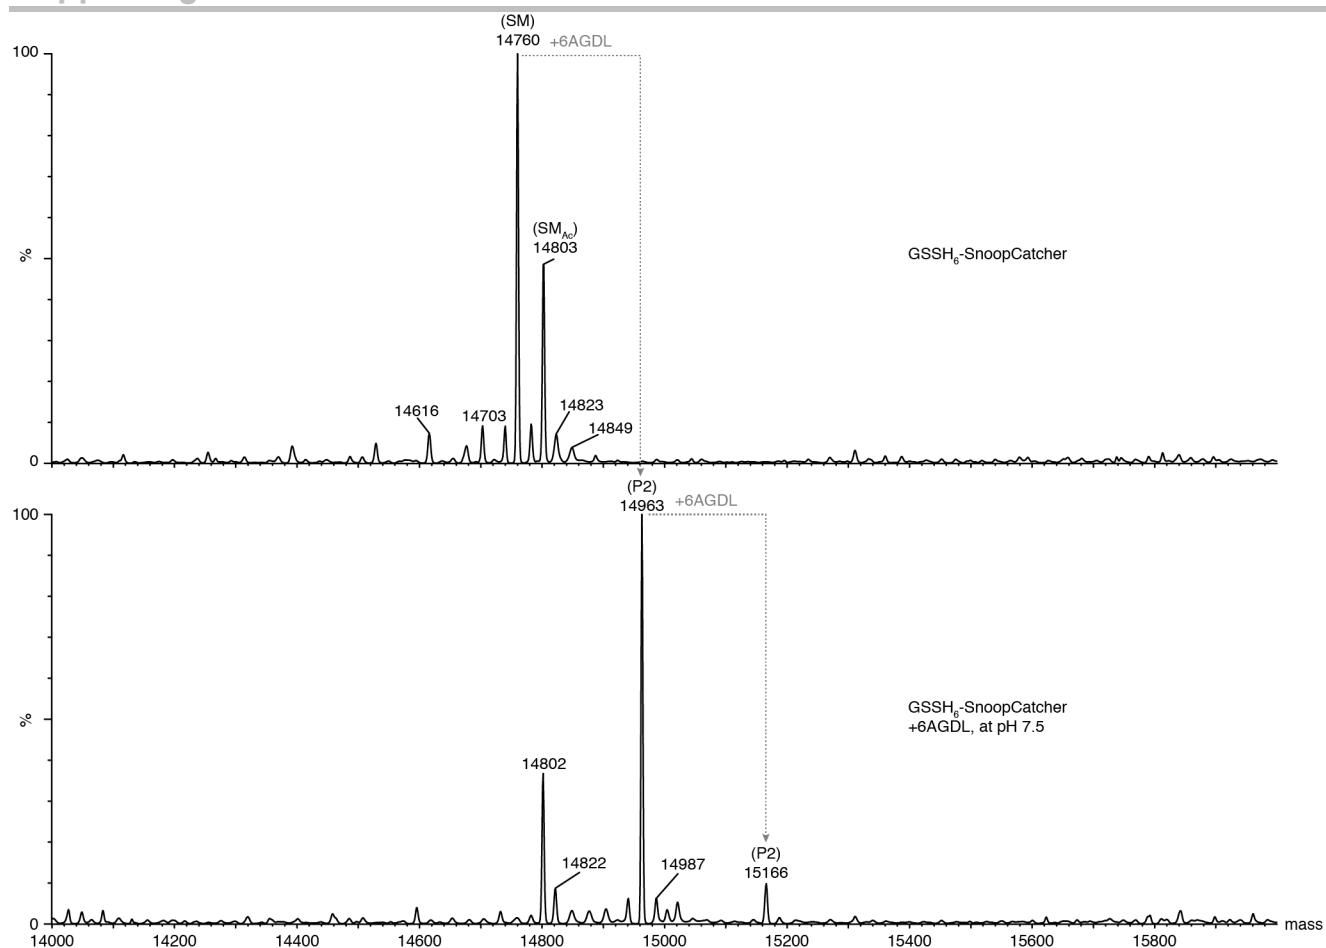 (SM)
14760 +6AGDL
100
(SMAc)
14803
%
GSSH6-SnoopCatcher
14616
14703
14823
14849
0
(P2)
14963 +6AGDL
100
GSSH6-SnoopCatcher
+6AGDL, at pH 7.5
%
14802
14822
14987
(P2)
15166
0
14000 14200 14400 14600 14800 15000 15200 15400 15600 15800 mass